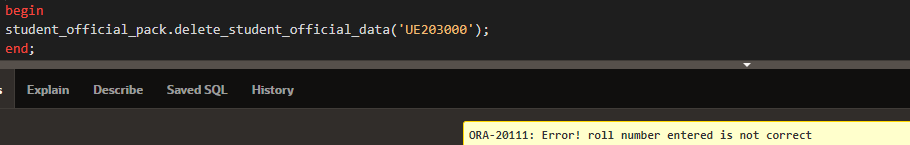 begin
student_official_pack.delete_student_official_data('UE203000');
end;
Explain Describe Saved SQL History
ORA-20111: Error! roll number entered is not correct